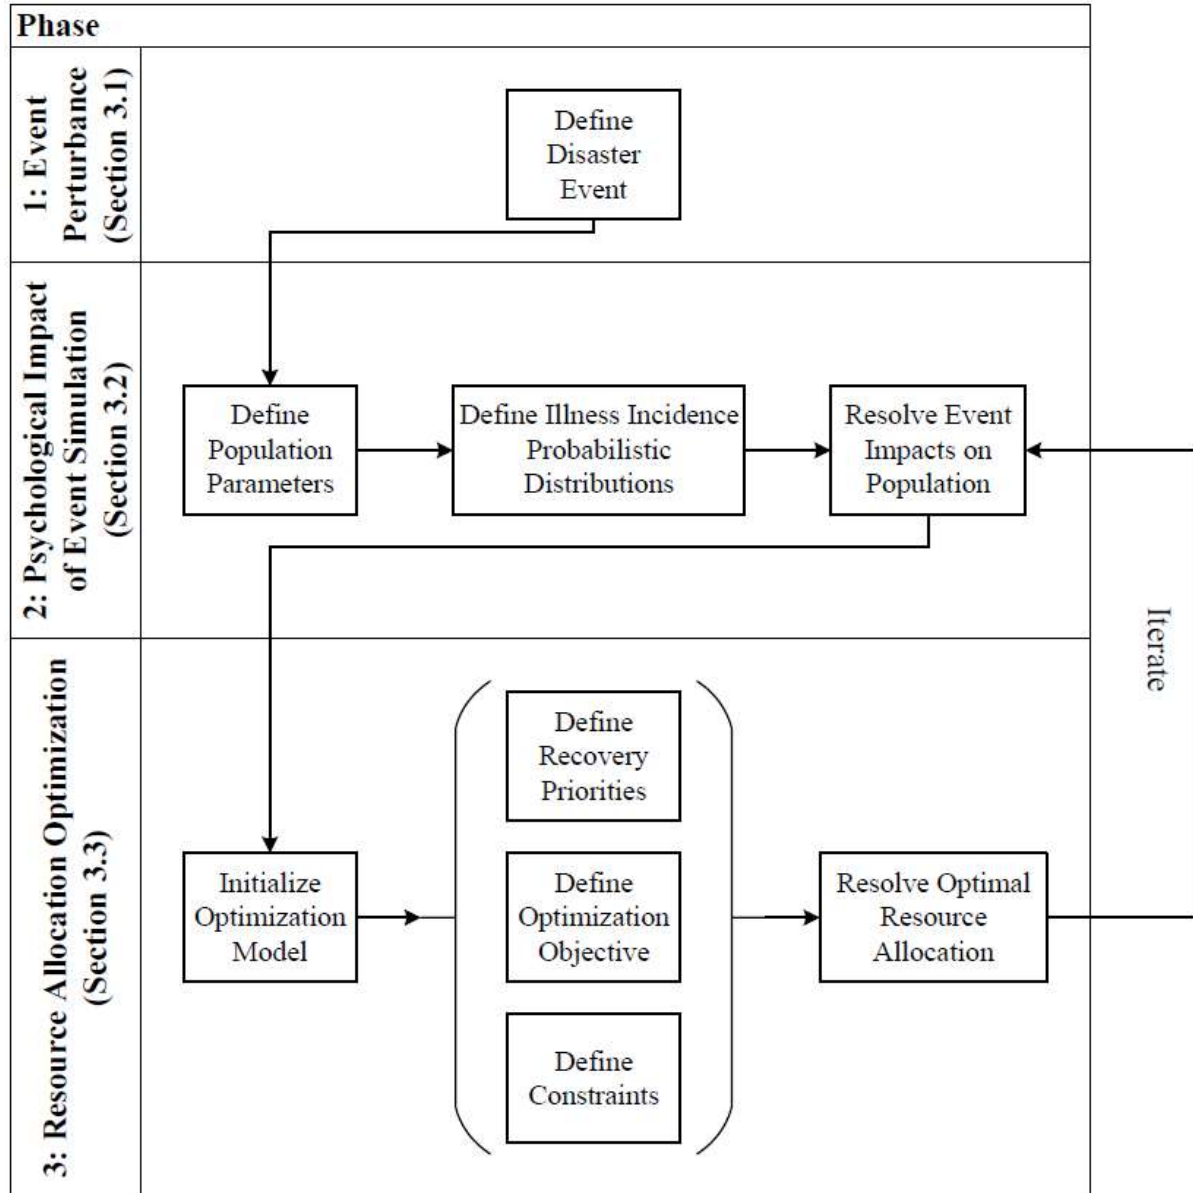 Phase
1: Event
Perturbance
(Section 3.1)
Define
Disaster
Event
2: Psychological Impact
of Event Simulation
(Section 3.2)
Define
Population
Parameters
Define Illness Incidence
Probabilistic
Distributions
Resolve Event
Impacts on
Population
Iterate
3: Resource Allocation Optimization
(Section 3.3)
Initialize
Optimization
Model
Define
Recovery
Priorities
Define
Optimization
Objective
Define
Constraints
Resolve Optimal
Resource
Allocation